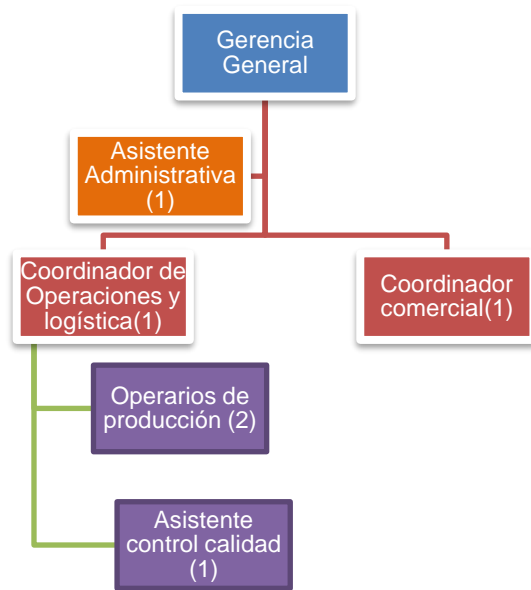 Gerencia
General
Asistente
Administrativa
(1)
Coordinador de
Operaciones y
logística(1)
Coordinador
comercial(1)
Operarios de
producción (2)
Asistente
control calidad
(1)